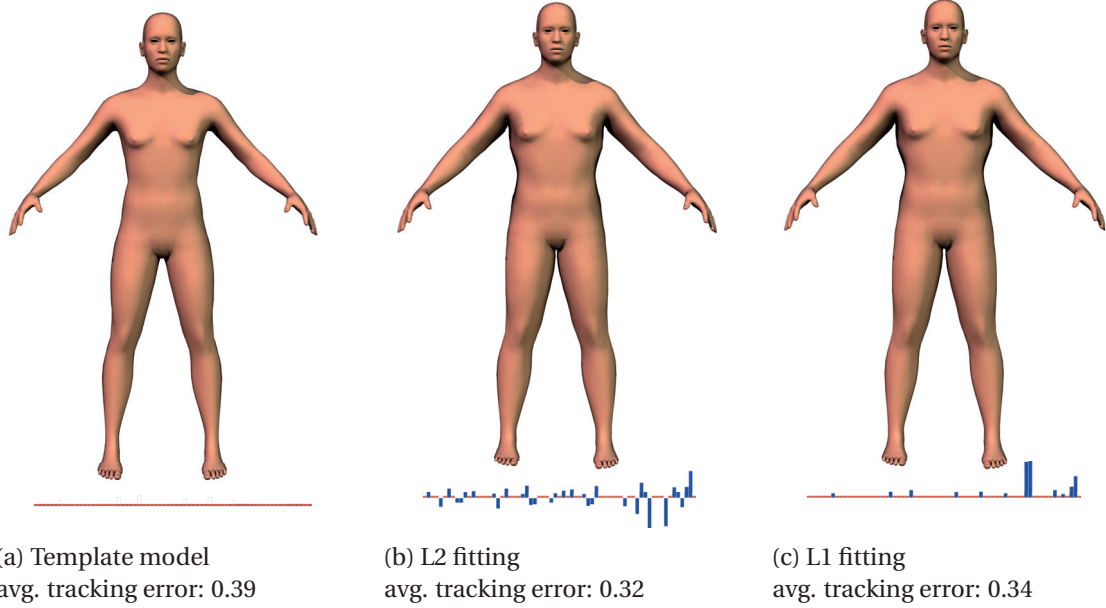 (a) Template model
avg. tracking error: 0.39
(b) L2 fitting
avg. tracking error: 0.32
(c) L1 fitting
avg. tracking error: 0.34